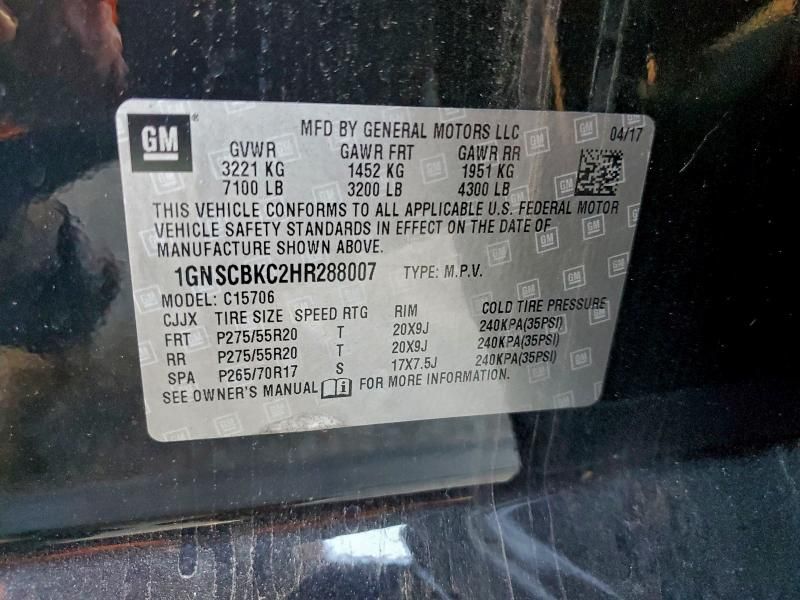 GM ® MFD BY GENERAL MOTORS LLC 04/17
GVWR GAWR FRT GAWR RR
3221 KG 1452 KG 1951 KG
7100 LB 3200 LB 4300 LB
THIS VEHICLE CONFORMS TO ALL APPLICABLE U.S. FEDERAL MOTOR
VEHICLE SAFETY STANDARDS IN EFFECT ON THE DATE OF
MANUFACTURE SHOWN ABOVE.
1GNSCBKC2HR288007 TYPE: M.P.V.
MODEL: C15706
CJJX TIRE SIZE SPEED RTG RIM COLD TIRE PRESSURE
FRT P275/55R20 T 20X9J 240KPA(35PSI)
RR P275/55R20 T 20X9J 240KPA(35PSI)
SPA P265/70R17 S 17X7.5J 240KPA(35PSI)
SEE OWNER'S MANUAL i FOR MORE INFORMATION.